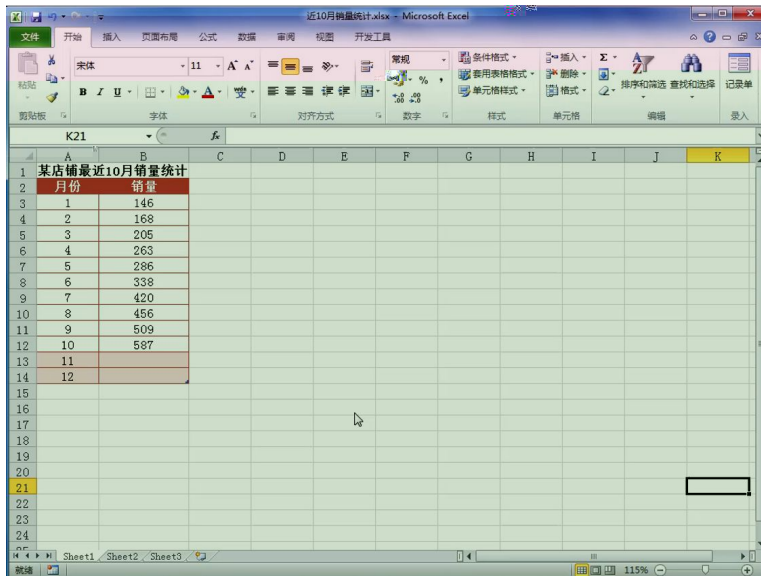 近10月销量统计.xlsx - Microsoft Excel
文件 开始 插入 页面布局 公式 数据 审阅 视图 开发工具
宋体 11 常规 条件格式 插入 Σ
粘贴 B I U A % , 套用表格格式 删除 排序和筛选 查找和选择 记录单
单元格样式 格式
剪贴板 字体 对齐方式 数字 样式 单元格 编辑 录入
K21 fx
A B C D E F G H I J K
1 某店铺最近10月销量统计
2 月份 销量
3 1 146
4 2 168
5 3 205
6 4 263
7 5 286
8 6 338
9 7 420
10 8 456
11 9 509
12 10 587
13 11
14 12
15
16
17
18
19
20
21
22
23
24
Sheet1 Sheet2 Sheet3
就绪 115%